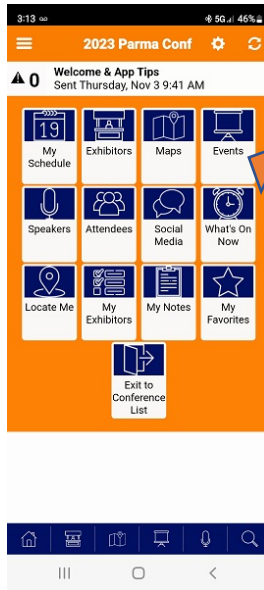 3:13 5G 46%
2023 Parma Conf
0 Welcome & App Tips
Sent Thursday, Nov 3 9:41 AM
19
My Schedule
Exhibitors
Maps
Events
Speakers
Attendees
Social Media
What's On Now
Locate Me
My Exhibitors
My Notes
My Favorites
Exit to Conference List